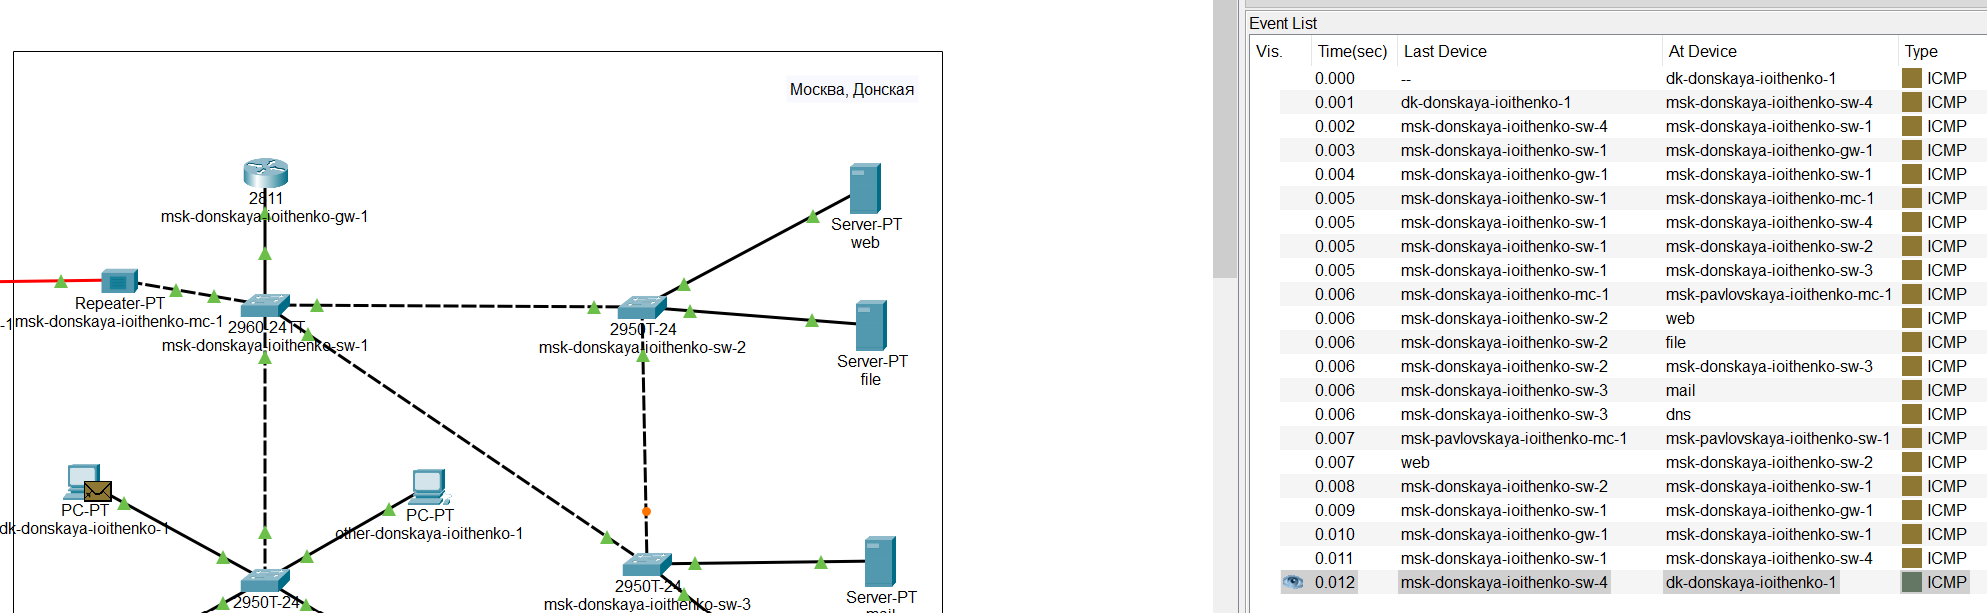 Москва, Донская
2811
msk-donskaya-ioithenko-gw-1
Server-PT
web
Repeater-PT
-1 msk-donskaya-ioithenko-mc-1
2960-24TT
msk-donskaya-ioithenko-sw-1
2950T-24
msk-donskaya-ioithenko-sw-2
Server-PT
file
PC-PT
dk-donskaya-ioithenko-1
PC-PT
other-donskaya-ioithenko-1
2950T-24
2950T-24
msk-donskaya-ioithenko-sw-3
Server-PT
mail
Event List
Vis. Time(sec) Last Device At Device Type
0.000 -- dk-donskaya-ioithenko-1 ICMP
0.001 dk-donskaya-ioithenko-1 msk-donskaya-ioithenko-sw-4 ICMP
0.002 msk-donskaya-ioithenko-sw-4 msk-donskaya-ioithenko-sw-1 ICMP
0.003 msk-donskaya-ioithenko-sw-1 msk-donskaya-ioithenko-gw-1 ICMP
0.004 msk-donskaya-ioithenko-gw-1 msk-donskaya-ioithenko-sw-1 ICMP
0.005 msk-donskaya-ioithenko-sw-1 msk-donskaya-ioithenko-mc-1 ICMP
0.005 msk-donskaya-ioithenko-sw-1 msk-donskaya-ioithenko-sw-4 ICMP
0.005 msk-donskaya-ioithenko-sw-1 msk-donskaya-ioithenko-sw-2 ICMP
0.005 msk-donskaya-ioithenko-sw-1 msk-donskaya-ioithenko-sw-3 ICMP
0.006 msk-donskaya-ioithenko-mc-1 msk-pavlovskaya-ioithenko-mc-1 ICMP
0.006 msk-donskaya-ioithenko-sw-2 web ICMP
0.006 msk-donskaya-ioithenko-sw-2 file ICMP
0.006 msk-donskaya-ioithenko-sw-2 msk-donskaya-ioithenko-sw-3 ICMP
0.006 msk-donskaya-ioithenko-sw-3 mail ICMP
0.006 msk-donskaya-ioithenko-sw-3 dns ICMP
0.007 msk-pavlovskaya-ioithenko-mc-1 msk-pavlovskaya-ioithenko-sw-1 ICMP
0.007 web msk-donskaya-ioithenko-sw-2 ICMP
0.008 msk-donskaya-ioithenko-sw-2 msk-donskaya-ioithenko-sw-1 ICMP
0.009 msk-donskaya-ioithenko-sw-1 msk-donskaya-ioithenko-gw-1 ICMP
0.010 msk-donskaya-ioithenko-gw-1 msk-donskaya-ioithenko-sw-1 ICMP
0.011 msk-donskaya-ioithenko-sw-1 msk-donskaya-ioithenko-sw-4 ICMP
0.012 msk-donskaya-ioithenko-sw-4 dk-donskaya-ioithenko-1 ICMP